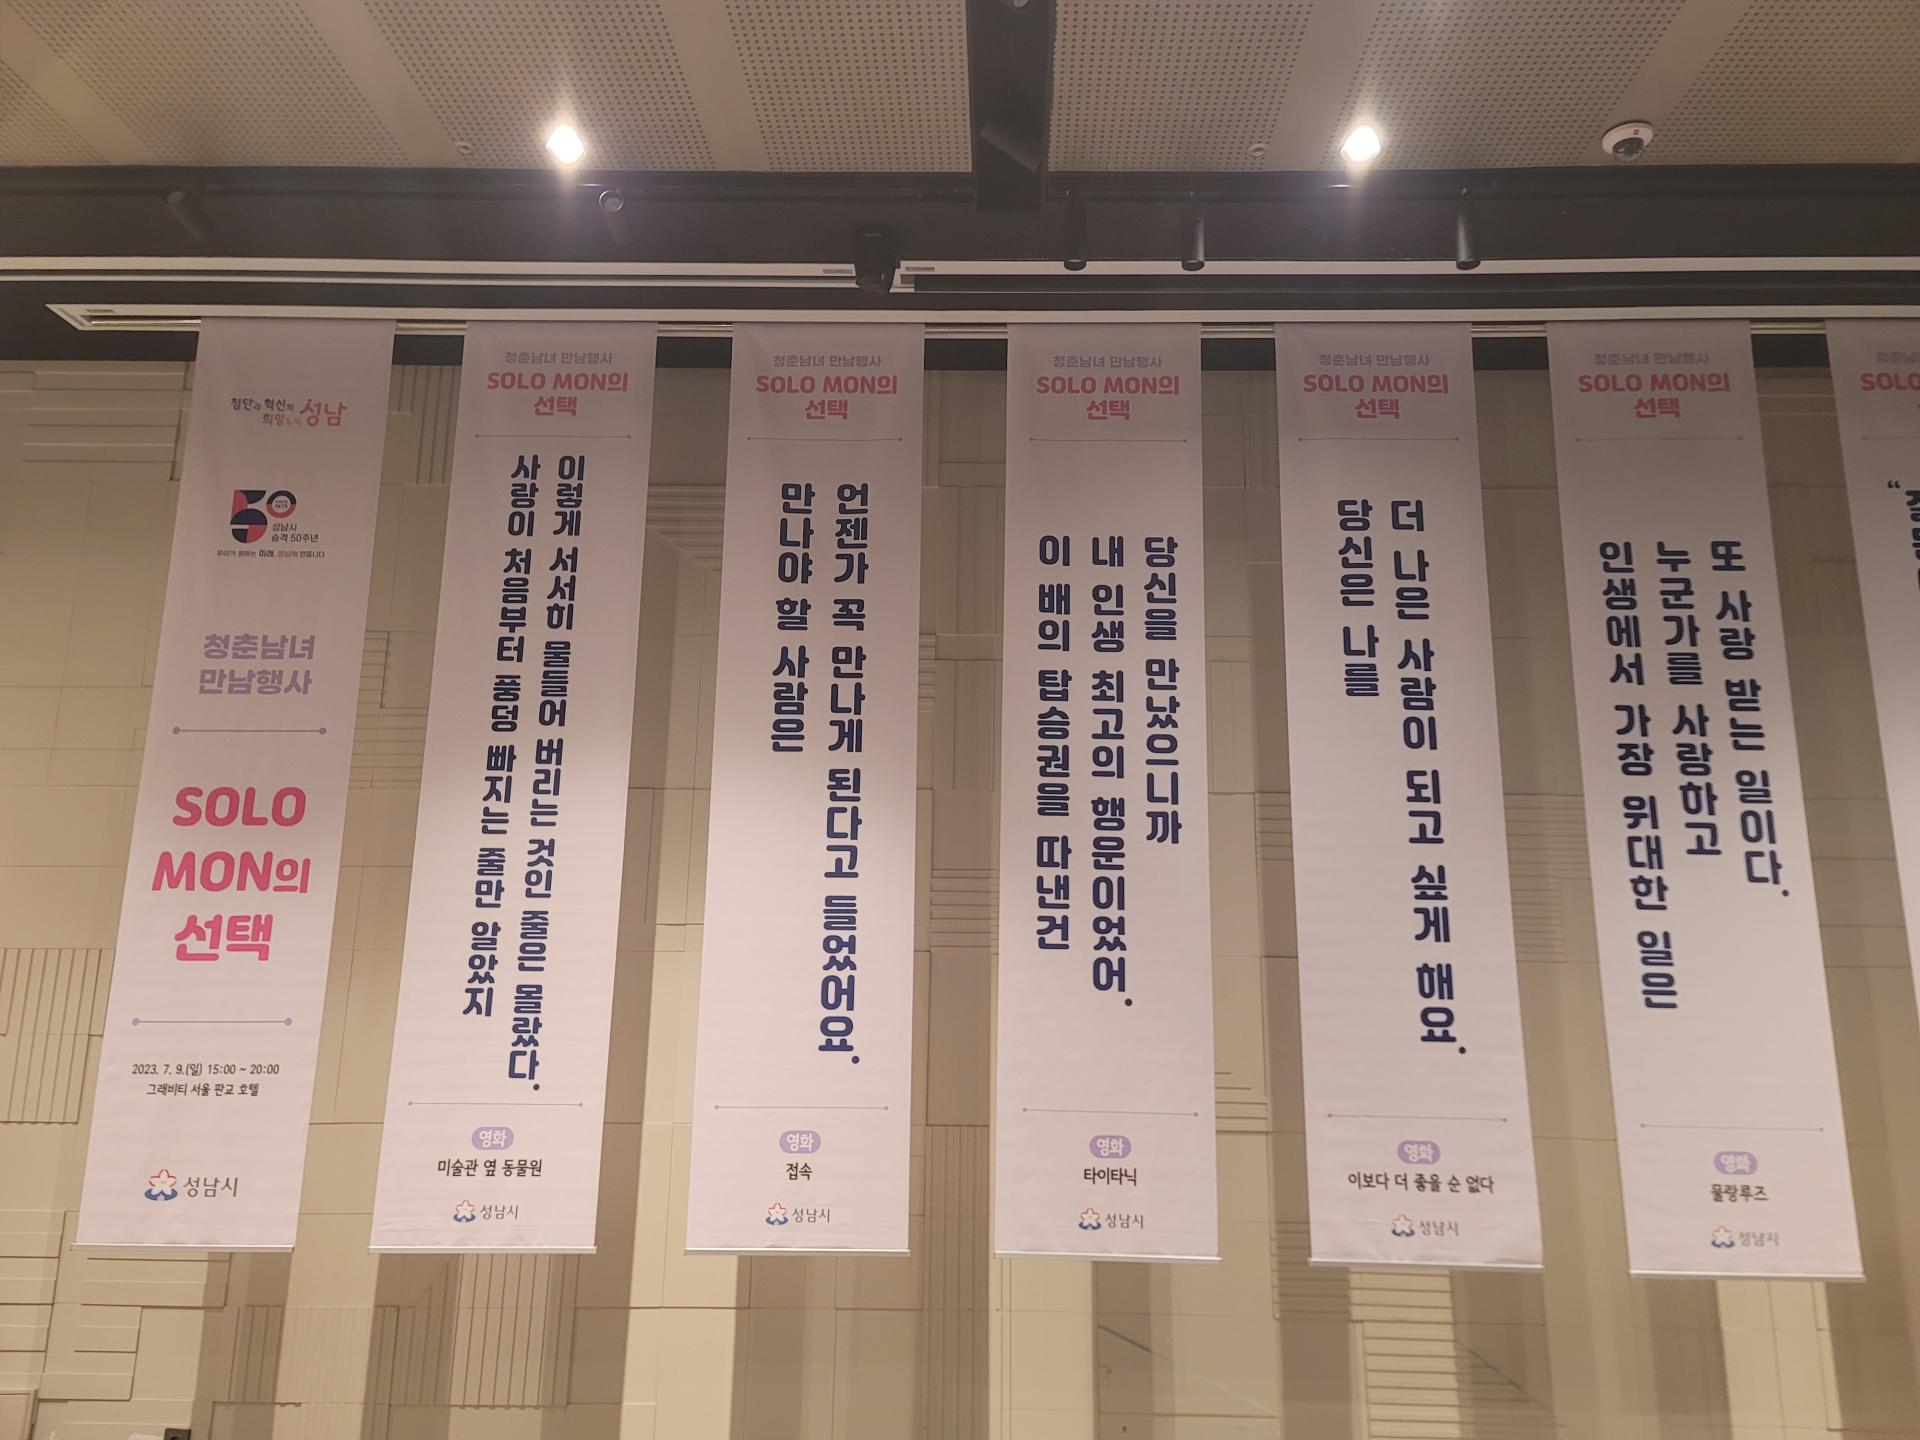 첨단과 혁신의
희망도시 성남
50
SINCE 1973
성남시
승격 50주년
우리가 원하는 미래, 성남이 만듭니다
청춘남녀
만남행사
SOLO
MON의
선택
2023. 7. 9.(일) 15:00 ~ 20:00
그래비티 서울 판교 호텔
성남시
청춘남녀 만남행사
SOLO MON의
선택
사랑이 처음부터 풍덩 빠지는 줄만 알았지
이렇게 서서히 물들어 버리는 것인 줄은 몰랐다.
영화
미술관 옆 동물원
성남시
청춘남녀 만남행사
SOLO MON의
선택
만나야 할 사람은
언젠가 꼭 만나게 된다고 들었어요.
영화
접속
성남시
청춘남녀 만남행사
SOLO MON의
선택
이 배의 탑승권을 따낸건
내 인생 최고의 행운이었어.
당신을 만났으니까
영화
타이타닉
성남시
청춘남녀 만남행사
SOLO MON의
선택
당신은 나를
더 나은 사람이 되고 싶게 해요.
영화
이보다 더 좋을 순 없다
성남시
청춘남녀 만남행사
SOLO MON의
선택
인생에서 가장 위대한 일은
누군가를 사랑하고
또 사랑 받는 일이다.
영화
물랑루즈
성남시
청춘남
SOLO